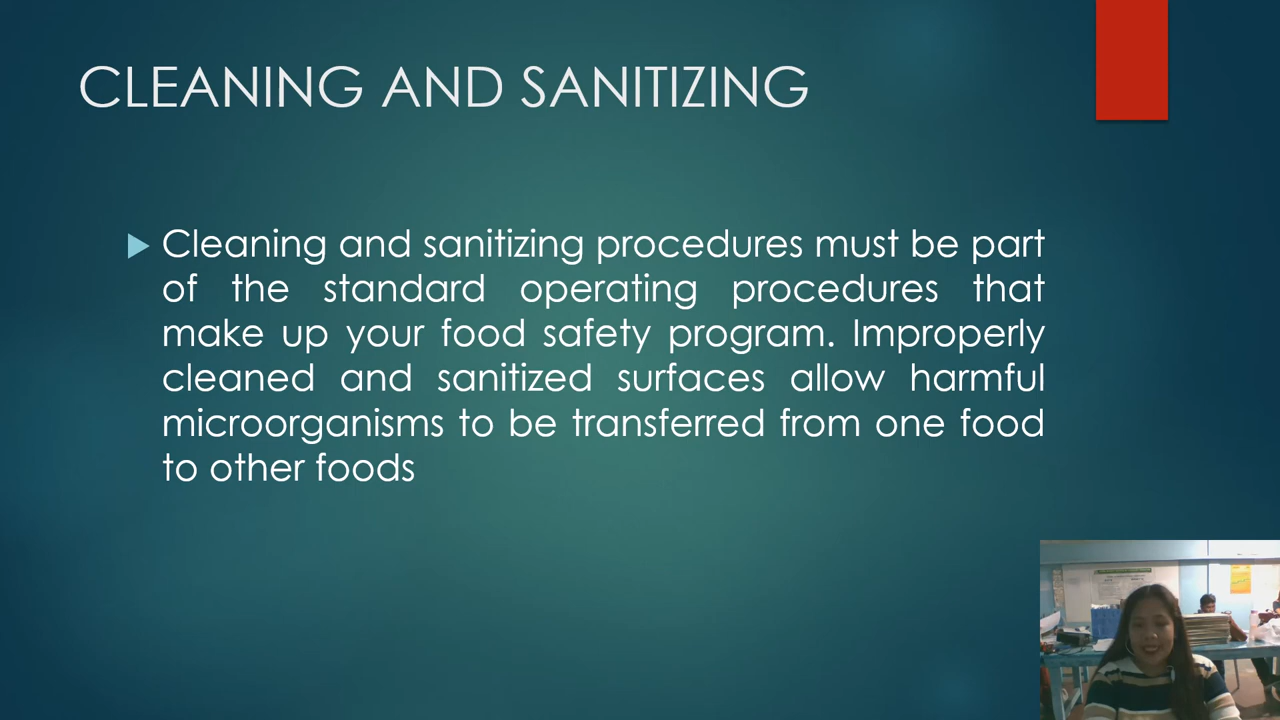 CLEANING AND SANITIZING
Cleaning and sanitizing procedures must be part
of the standard operating procedures that
make up your food safety program. Improperly
cleaned and sanitized surfaces allow harmful
microorganisms to be transferred from one food
to other foods